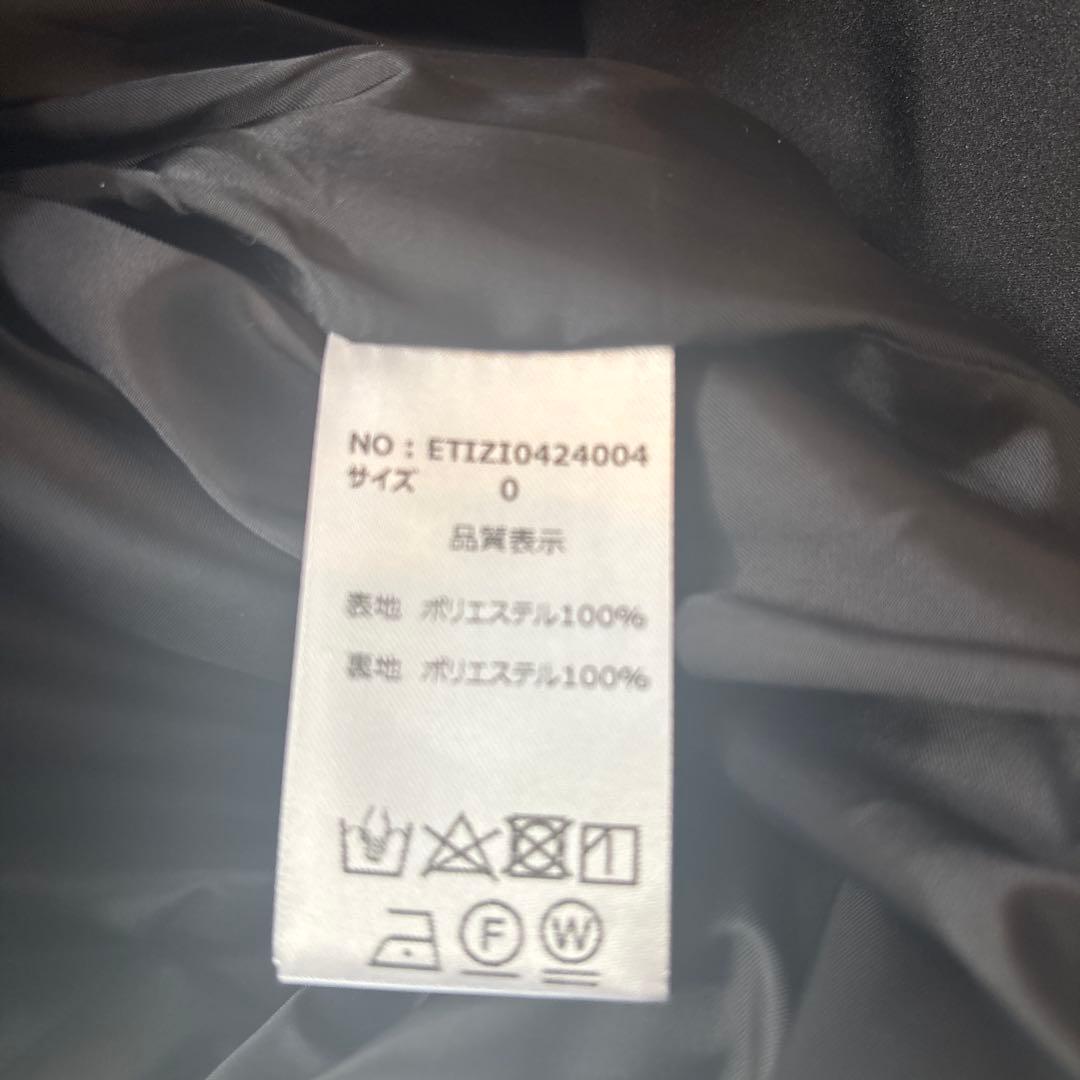 NO：ETIZI0424004
サイズ 0
品質表示
表地 ポリエステル100%
裏地 ポリエステル100%
F W